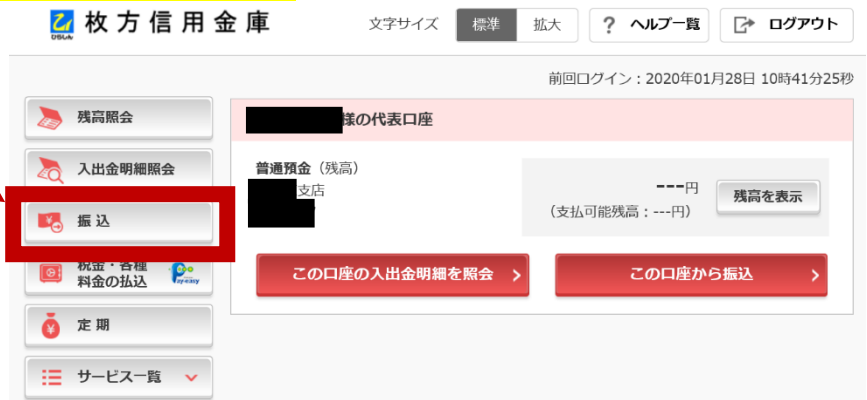 ひらしん
枚方信用金庫
文字サイズ 標準 拡大 ? ヘルプ一覧 ログアウト
前回ログイン：2020年01月28日 10時41分25秒
残高照会
入出金明細照会
振込
税金・各種
料金の払込
Pay-easy
定期
サービス一覧
様の代表口座
普通預金（残高）
支店
---円
（支払可能残高：---円）
残高を表示
この口座の入出金明細を照会
この口座から振込